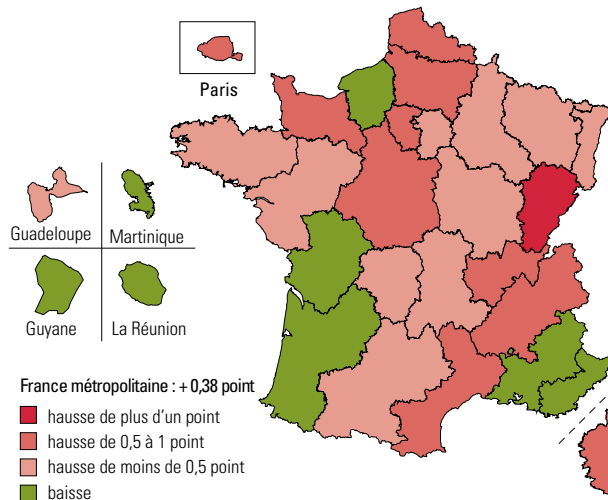 Paris
Guadeloupe
Martinique
Guyane
La Réunion
France métropolitaine : + 0,38 point
hausse de plus d'un point
hausse de 0,5 à 1 point
hausse de moins de 0,5 point
baisse